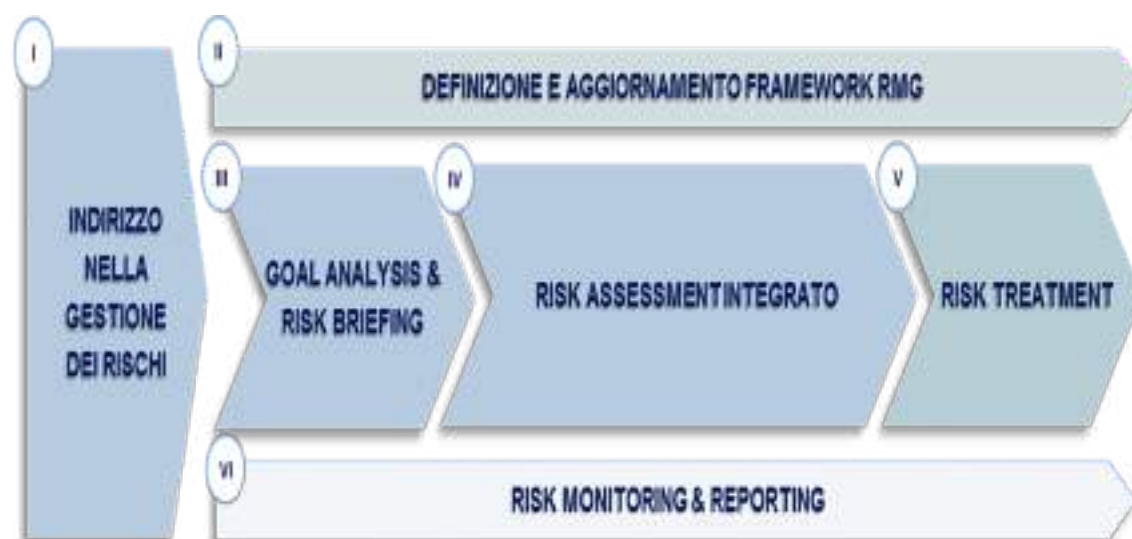 I
INDIRIZZO
NELLA
GESTIONE
DEI RISCHI
II
DEFINIZIONE E AGGIORNAMENTO FRAMEWORK RMG
III
GOAL ANALYSIS &
RISK BRIEFING
IV
RISK ASSESSMENT INTEGRATO
V
RISK TREATMENT
VI
RISK MONITORING & REPORTING